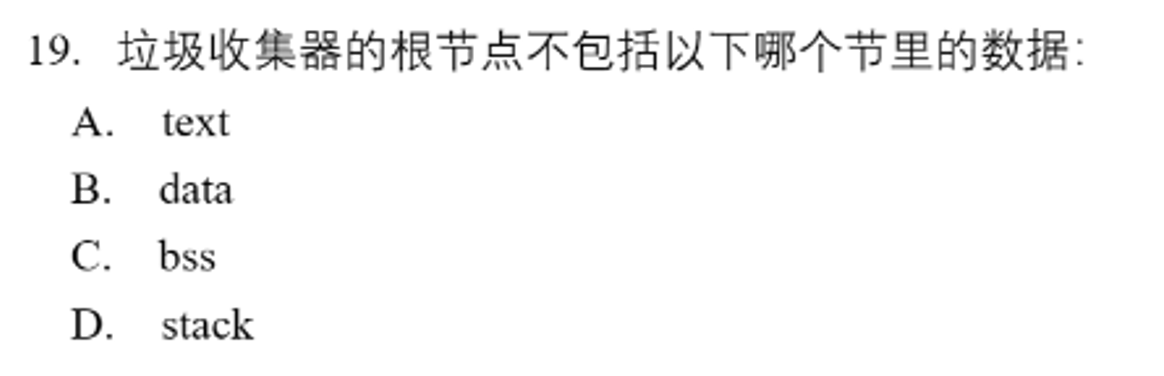 19. 垃圾收集器的根节点不包括以下哪个节里的数据：
A. text
B. data
C. bss
D. stack